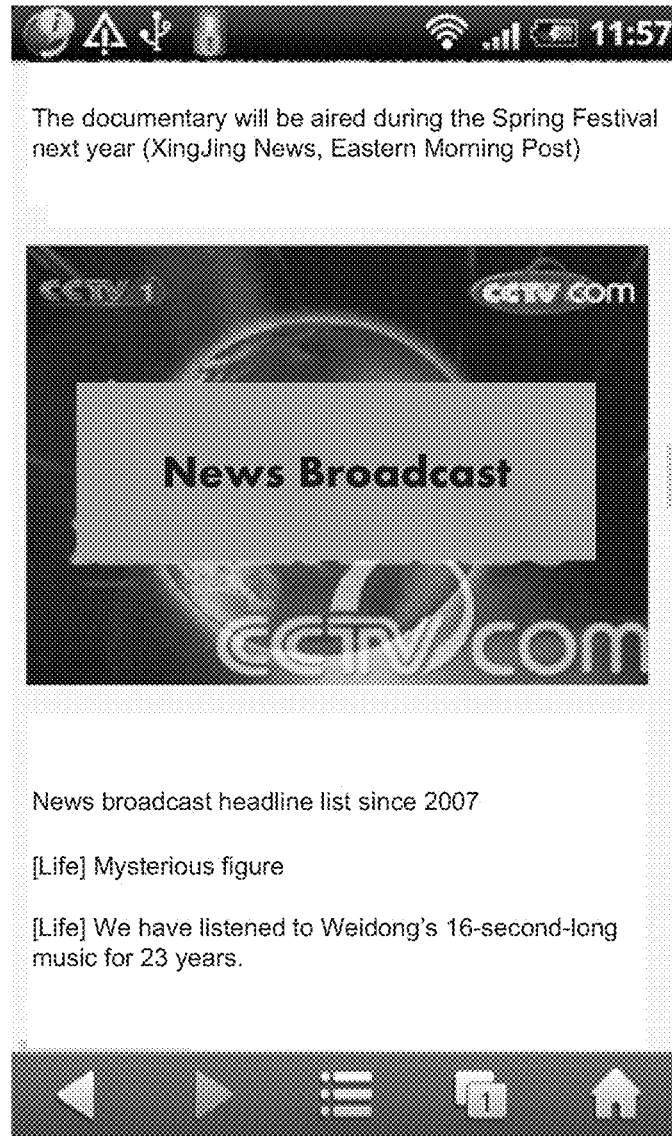 11:57
The documentary will be aired during the Spring Festival
next year (XingJing News, Eastern Morning Post)
CCTV 1
CCTV com
News Broadcast
CCTV.com
News broadcast headline list since 2007
[Life] Mysterious figure
[Life] We have listened to Weidong's 16-second-long
music for 23 years.
1